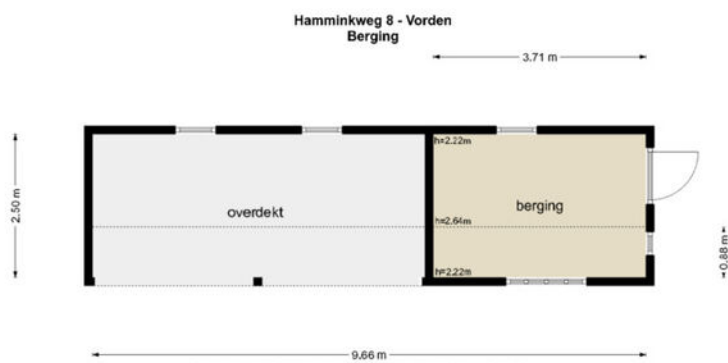 Hamminkweg 8 - Vorden
Berging
3.71 m
h=2.22m
2.50 m
overdekt
berging
h=2.64m
0.88 m
h=2.22m
9.66 m